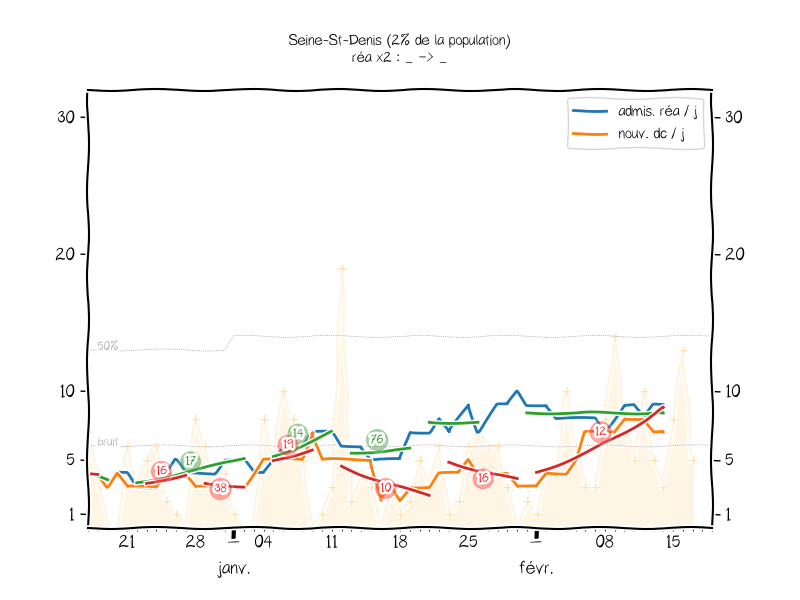 Seine-St-Denis (2% de la population)
réa x2 : _ -> _
admis. réa / j
nouv. dc / j
30 30
20 20
50%
10 10
bruit
5 5
1 1
16 17 38 19 14 76 10 16 12
21 28 04 11 18 25 08 15
janv. févr.